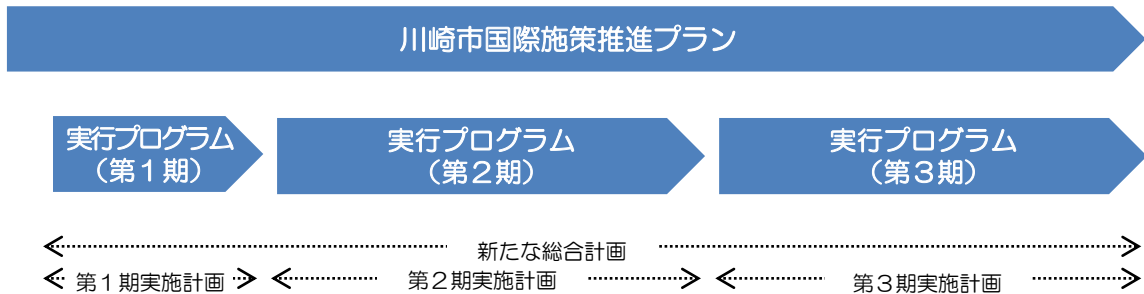 川崎市国際施策推進プラン
実行プログラム
（第１期）
実行プログラム
（第２期）
実行プログラム
（第３期）
新たな総合計画
第１期実施計画
第２期実施計画
第３期実施計画